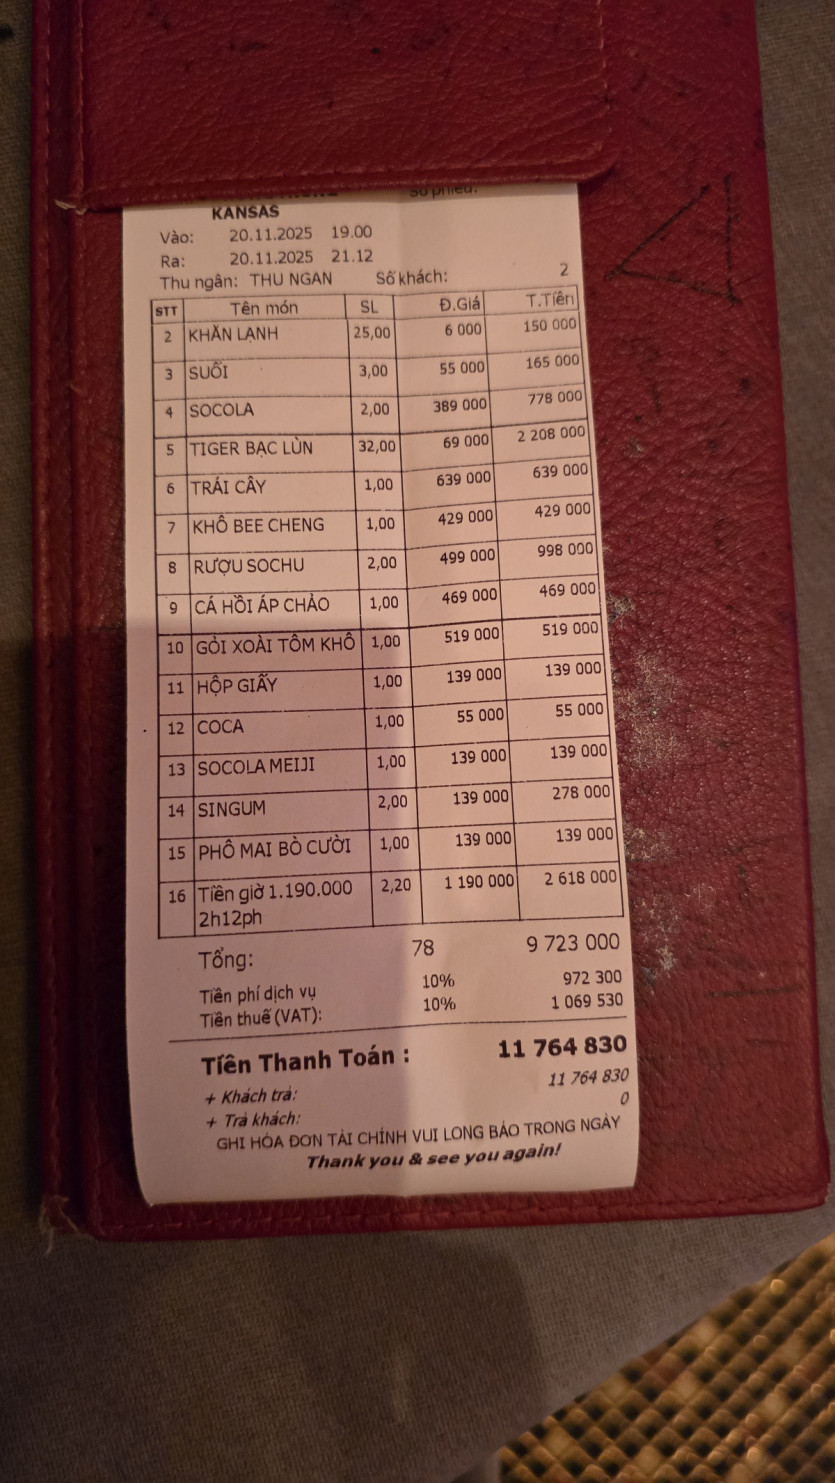 Số phiếu:
KANSAS
Vào: 20.11.2025 19.00
Ra: 20.11.2025 21.12
Thu ngân: THU NGAN Số khách: 2
STT Tên món SL Đ.Giá T.Tiền
2 KHĂN LẠNH 25,00 6 000 150 000
3 SUỐI 3,00 55 000 165 000
4 SOCOLA 2,00 389 000 778 000
5 TIGER BẠC LÙN 32,00 69 000 2 208 000
6 TRÁI CÂY 1,00 639 000 639 000
7 KHÔ BEE CHENG 1,00 429 000 429 000
8 RƯỢU SOCHU 2,00 499 000 998 000
9 CÁ HỒI ÁP CHẢO 1,00 469 000 469 000
10 GỎI XOÀI TÔM KHÔ 1,00 519 000 519 000
11 HỘP GIẤY 1,00 139 000 139 000
12 COCA 1,00 55 000 55 000
13 SOCOLA MEIJI 1,00 139 000 139 000
14 SINGUM 2,00 139 000 278 000
15 PHÔ MAI BÒ CƯỜI 1,00 139 000 139 000
16 Tiền giờ 1.190.000 2,20 1 190 000 2 618 000
2h12ph
Tổng: 78 9 723 000
Tiền phí dịch vụ 10% 972 300
Tiền thuế (VAT): 10% 1 069 530
Tiền Thanh Toán : 11 764 830
+ Khách trả: 11 764 830
+ Trả khách: 0
GHI HÓA ĐƠN TÀI CHÍNH VUI LONG BÁO TRONG NGÀY
Thank you & see you again!